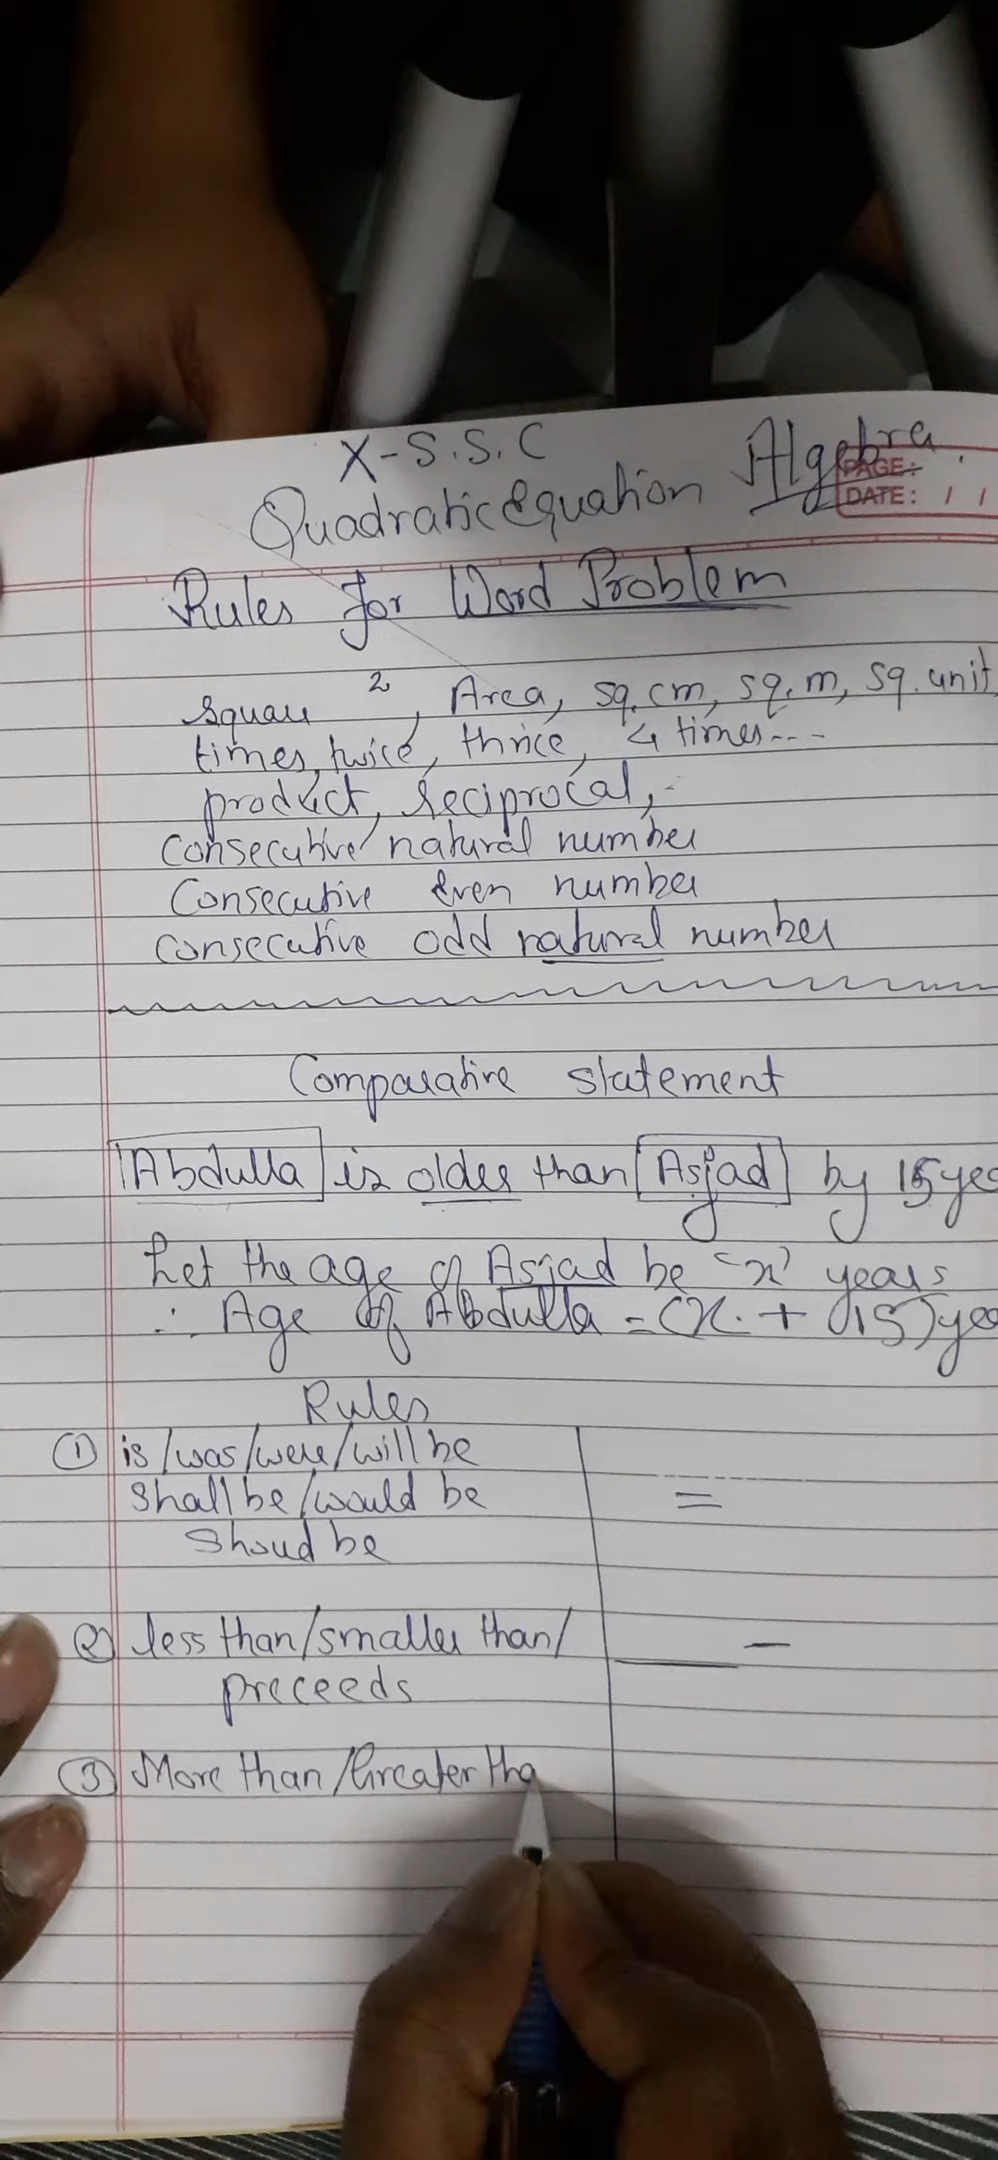 X-S.S.C
Algebra
PAGE:
DATE: / /
Quadratic Equation
Rules for Word Problem
square ², Area, sq.cm, sq.m, sq.unit
times, twice, thrice, 4 times---
product, reciprocal,
consecutive natural number
Consecutive even number
consecutive odd natural number
Comparative statement
Abdulla is older than Asjad by 15 yea
Let the age of Asjad be 'x' years
∴ Age of Abdulla = (x + 15) yea
Rules
① is/was/were/will be
shall be/would be =
shoud be
② less than/smaller than/ —
preceeds
③ More than/Greater tha